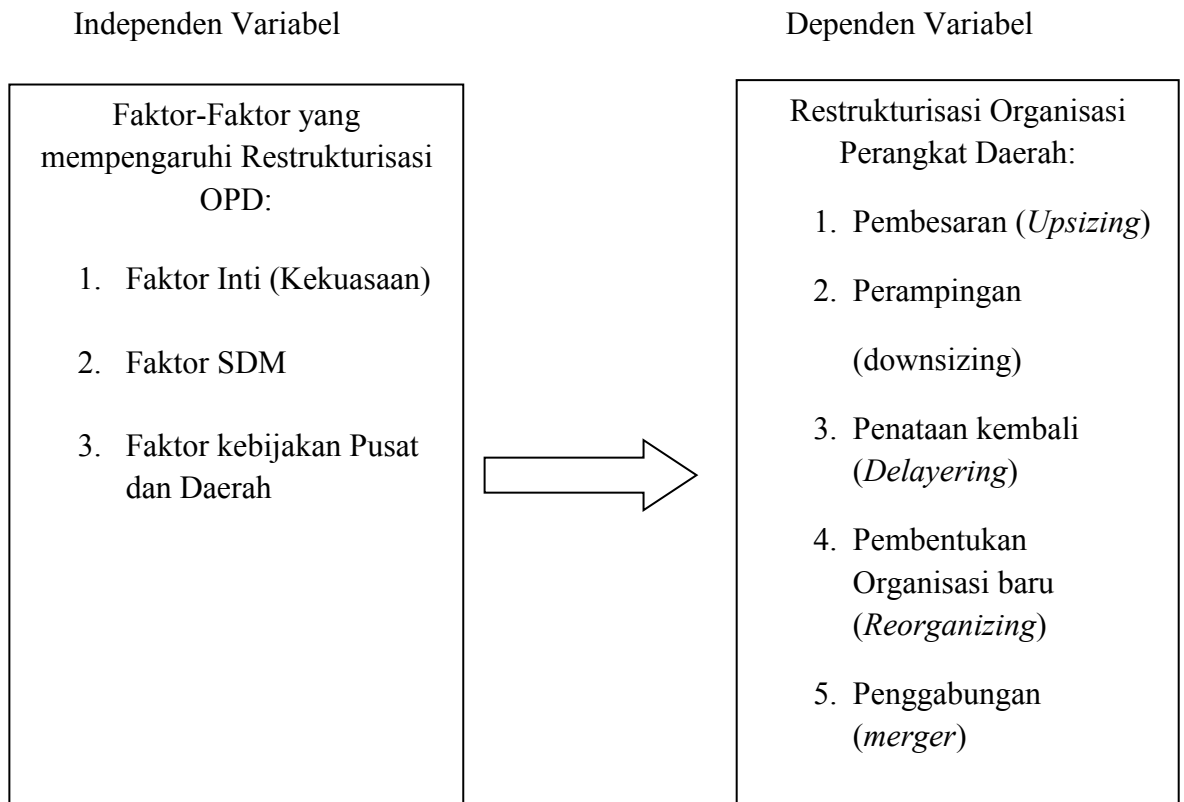 Independen Variabel
Dependen Variabel
Faktor-Faktor yang
mempengaruhi Restrukturisasi
OPD:
1. Faktor Inti (Kekuasaan)
2. Faktor SDM
3. Faktor kebijakan Pusat
dan Daerah
Restrukturisasi Organisasi
Perangkat Daerah:
1. Pembesaran (Upsizing)
2. Perampingan
(downsizing)
3. Penataan kembali
(Delayering)
4. Pembentukan
Organisasi baru
(Reorganizing)
5. Penggabungan
(merger)